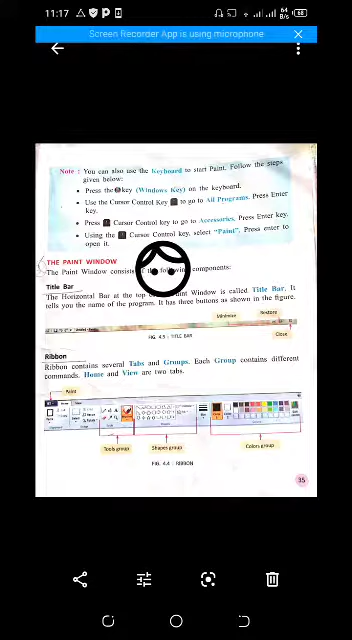 11:17
64 B/s
68
Screen Recorder App is using microphone
Note : You can also use the Keyboard to start Paint. Follow the steps
given below:
• Press the key (Windows Key) on the keyboard.
• Use the Cursor Control Key to go to All Programs. Press Enter
key.
• Press Cursor Control key to go to Accessories. Press Enter key.
• Using the Cursor Control key, select "Paint". Press enter to
open it.
THE PAINT WINDOW
The Paint Window consists of the following components:
Title Bar
The Horizontal Bar at the top of Paint Window is called Title Bar. It
tells you the name of the program. It has three buttons as shown in the figure.
Minimise
Restore
Close
FIG. 4.3 : TITLE BAR
Ribbon
Ribbon contains several Tabs and Groups. Each Group contains different
commands. Home and View are two tabs.
Paint
Tools group
Shapes group
Colors group
FIG. 4.4 : RIBBON
35